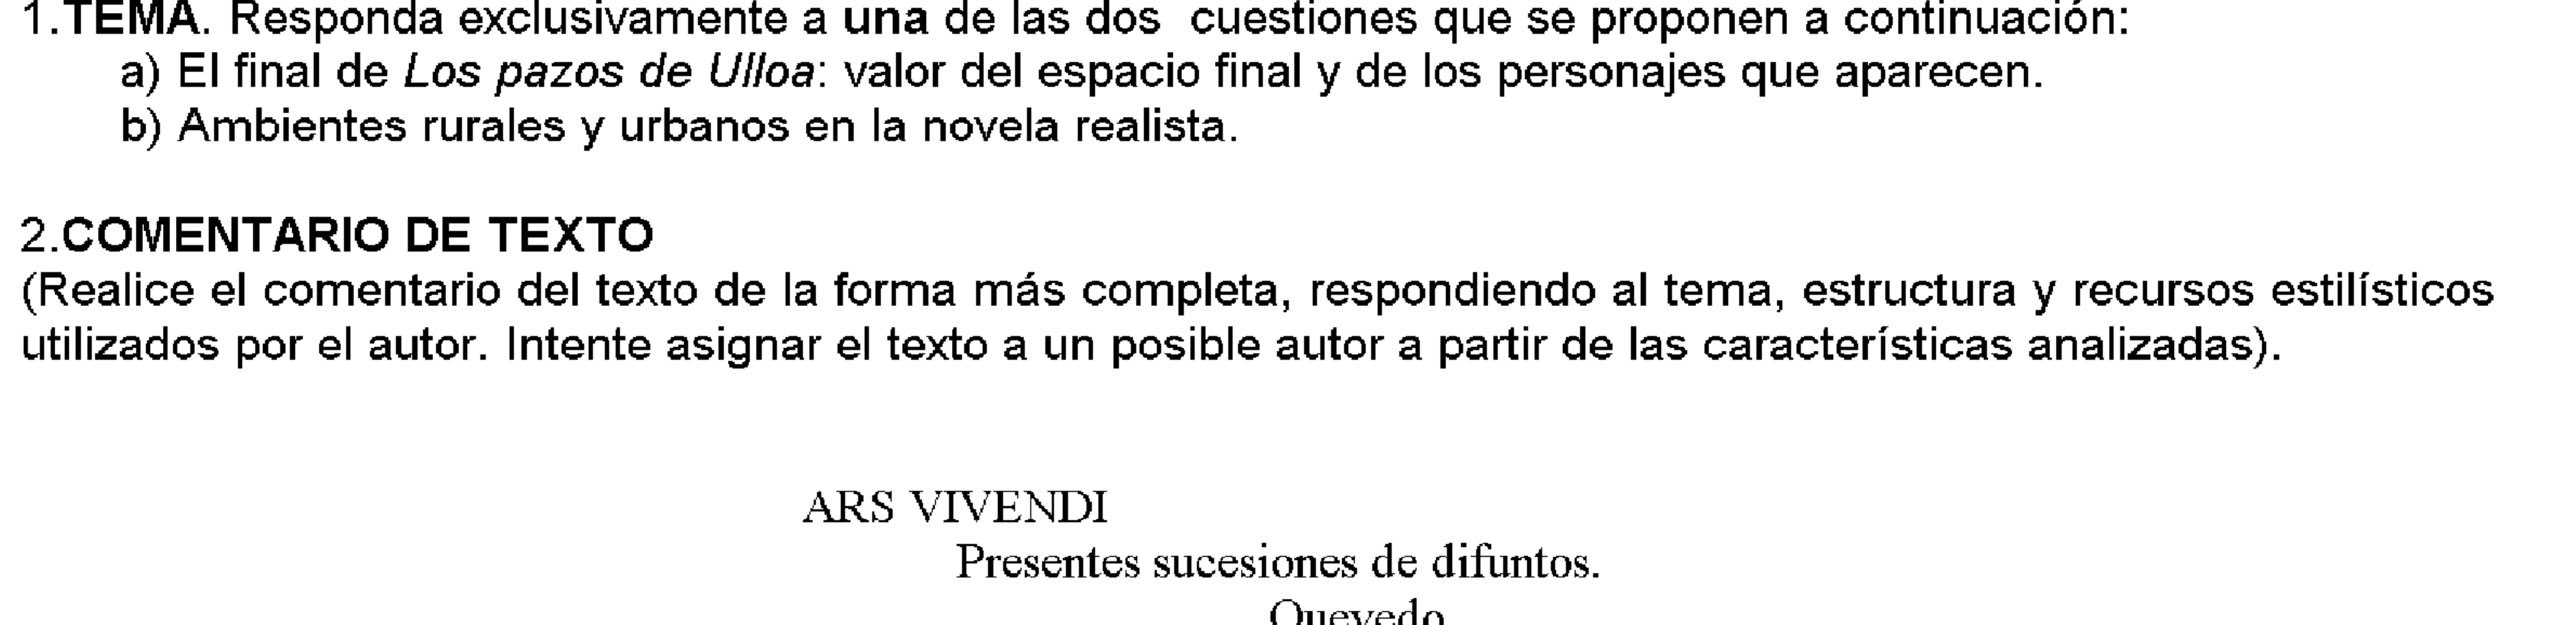 1.TEMA. Responda exclusivamente a una de las dos cuestiones que se proponen a continuación:
a) El final de Los pazos de Ulloa: valor del espacio final y de los personajes que aparecen.
b) Ambientes rurales y urbanos en la novela realista.
2.COMENTARIO DE TEXTO
(Realice el comentario del texto de la forma más completa, respondiendo al tema, estructura y recursos estilísticos
utilizados por el autor. Intente asignar el texto a un posible autor a partir de las características analizadas).
ARS VIVENDI
Presentes sucesiones de difuntos.
Quevedo